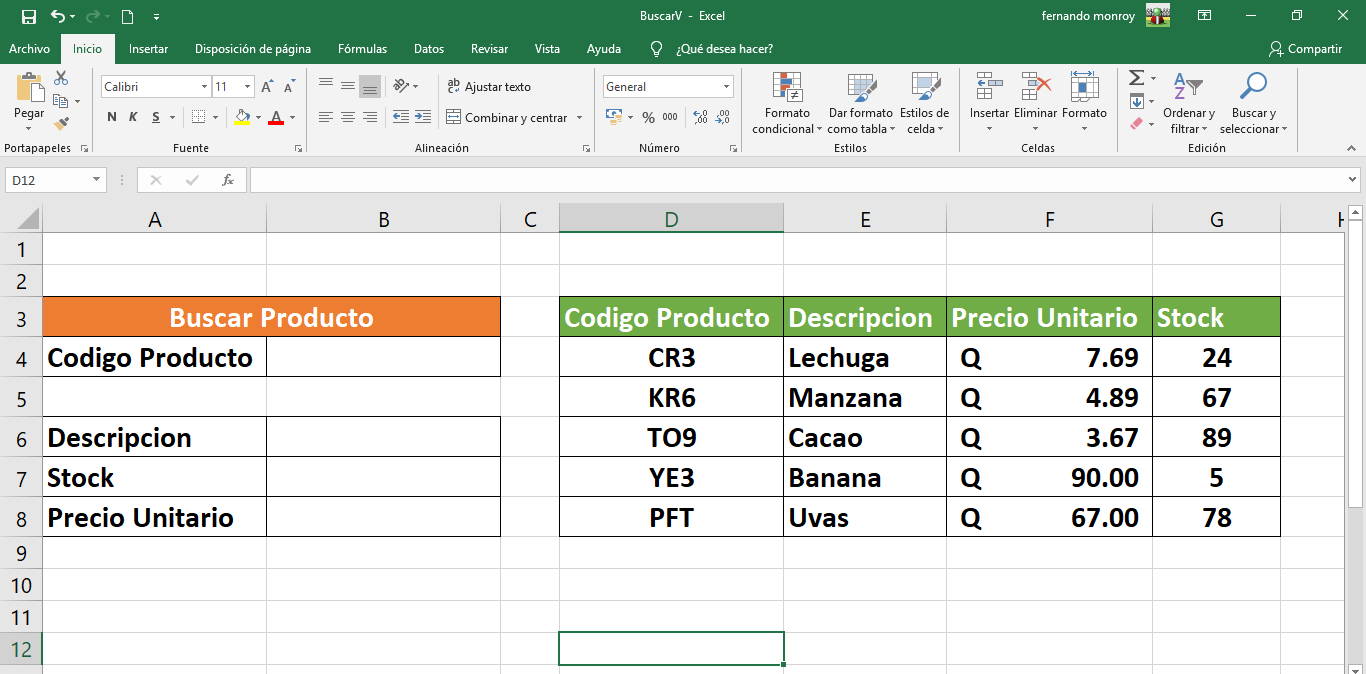 BuscarV - Excel
fernando monroy
Archivo Inicio Insertar Disposición de página Fórmulas Datos Revisar Vista Ayuda ¿Qué desea hacer? Compartir
Calibri 11 Ajustar texto General
Pegar N K S Combinar y centrar % 000
Formato condicional
Dar formato como tabla
Estilos de celda
Insertar Eliminar Formato
Ordenar y filtrar
Buscar y seleccionar
Portapapeles Fuente Alineación Número Estilos Celdas Edición
D12 fx
A B C D E F G H
1
2
3 Buscar Producto Codigo Producto Descripcion Precio Unitario Stock
4 Codigo Producto CR3 Lechuga Q 7.69 24
5 KR6 Manzana Q 4.89 67
6 Descripcion TO9 Cacao Q 3.67 89
7 Stock YE3 Banana Q 90.00 5
8 Precio Unitario PFT Uvas Q 67.00 78
9
10
11
12